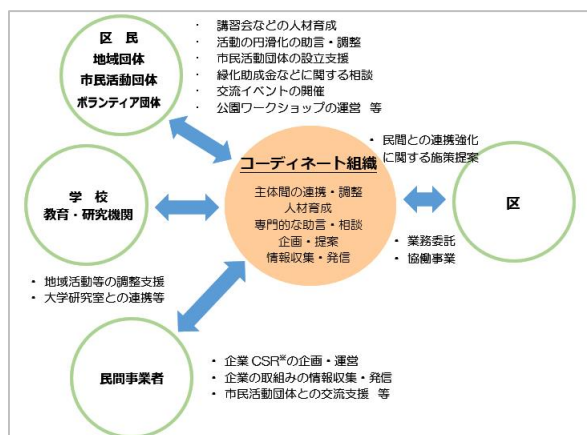 区　民
地域団体
市民活動団体
ボランティア団体
・ 講習会などの人材育成
・ 活動の円滑化の助言・調整
・ 市民活動団体の設立支援
・ 緑化助成金などに関する相談
・ 交流イベントの開催
・ 公園ワークショップの運営 等
コーディネート組織
主体間の連携・調整
人材育成
専門的な助言・相談
企画・提案
情報収集・発信
・ 民間との連携強化
に関する施策提案
区
・ 業務委託
・ 協働事業
学　校
教育・研究機関
・ 地域活動等の調整支援
・ 大学研究室との連携等
民間事業者
・ 企業 CSR※の企画・運営
・ 企業の取組みの情報収集・発信
・ 市民活動団体との交流支援 等